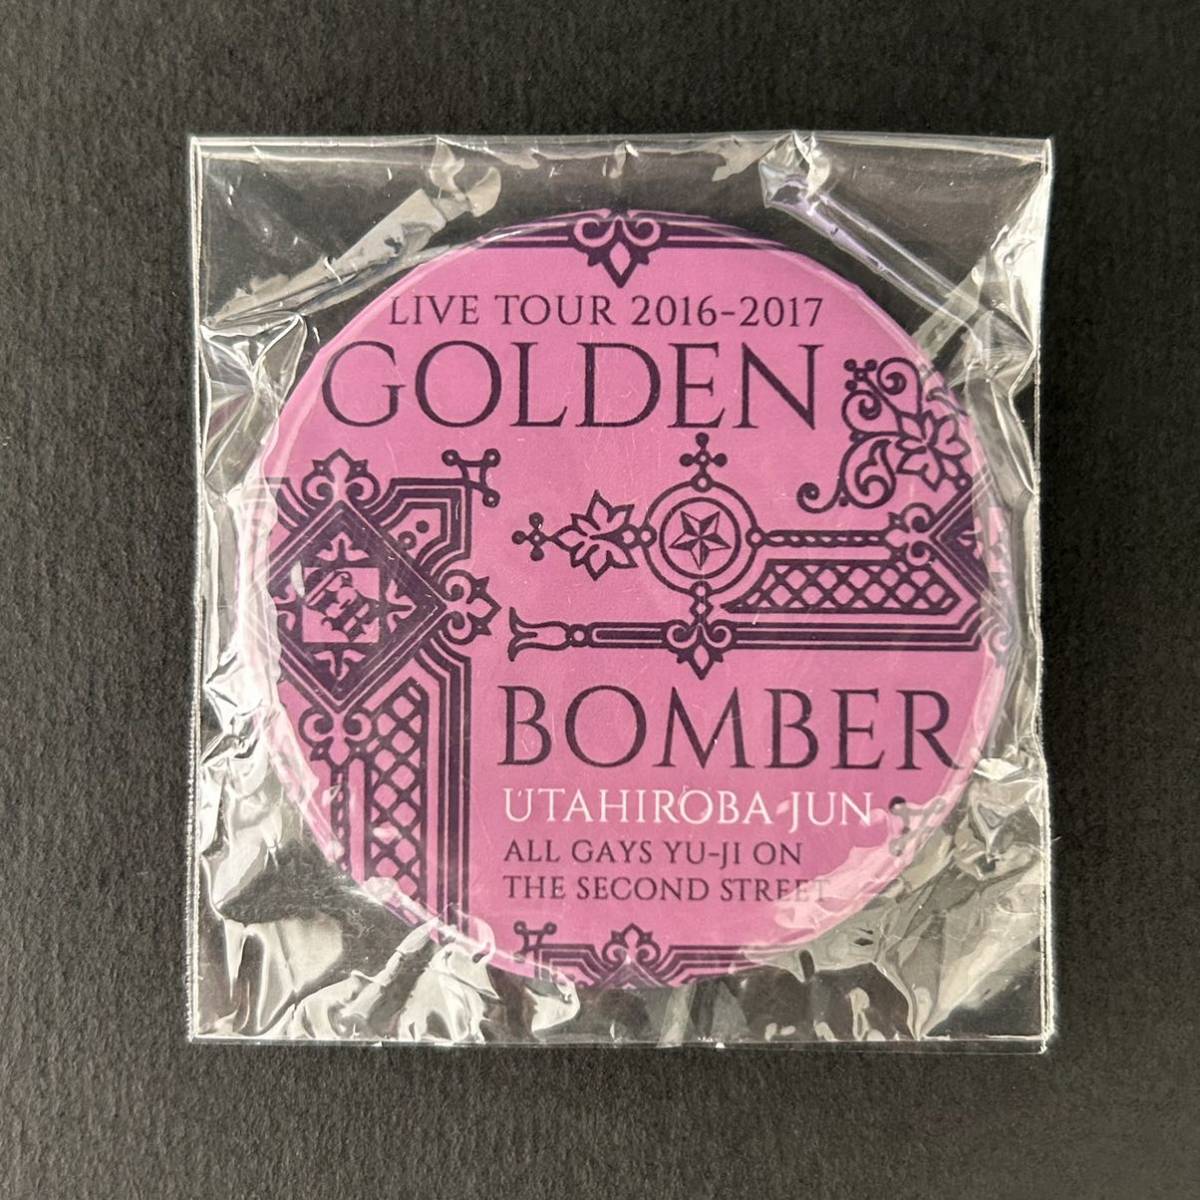 LIVE TOUR 2016-2017
GOLDEN
BOMBER
UTAHIROBA JUN
ALL GAYS YU-JI ON
THE SECOND STREET